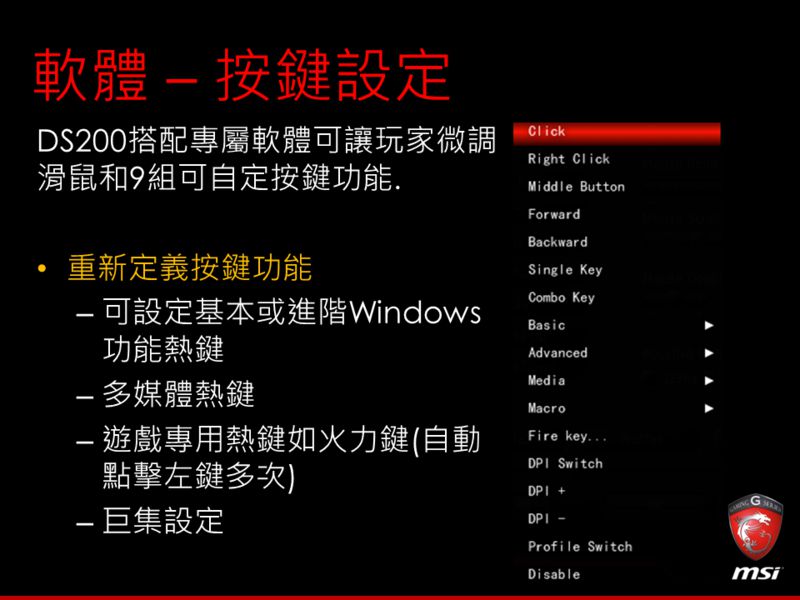 軟體 – 按鍵設定
DS200搭配專屬軟體可讓玩家微調
滑鼠和9組可自定按鍵功能.
• 重新定義按鍵功能
– 可設定基本或進階Windows
功能熱鍵
– 多媒體熱鍵
– 遊戲專用熱鍵如火力鍵(自動
點擊左鍵多次)
– 巨集設定
Click
Right Click
Middle Button
Forward
Backward
Single Key
Combo Key
Basic ▶
Advanced ▶
Media ▶
Macro ▶
Fire key...
DPI Switch
DPI +
DPI -
Profile Switch
Disable
GAMING G SERIES
msi